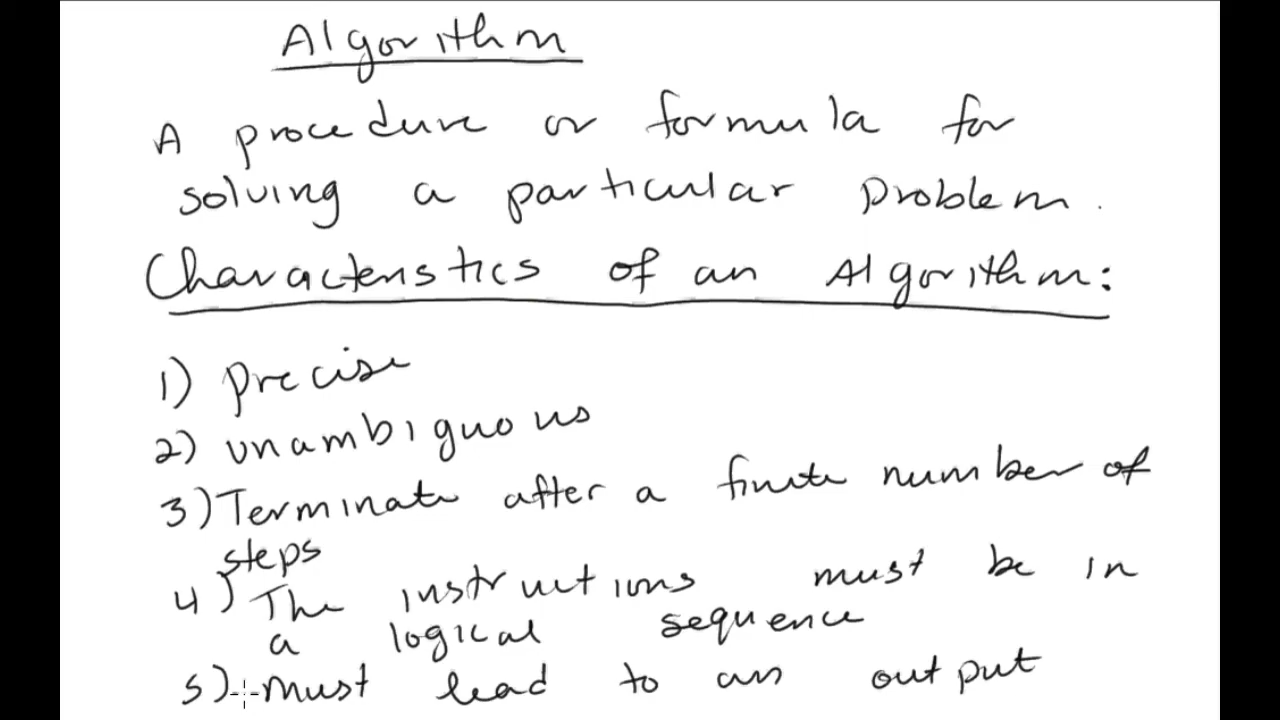 Algorithm
A procedure or formula for
solving a particular problem.
Characteristics of an Algorithm:
1) precise
2) unambiguous
3) Terminate after a finite number of
steps
4) The instructions must be in
a logical sequence
5) must lead to an output